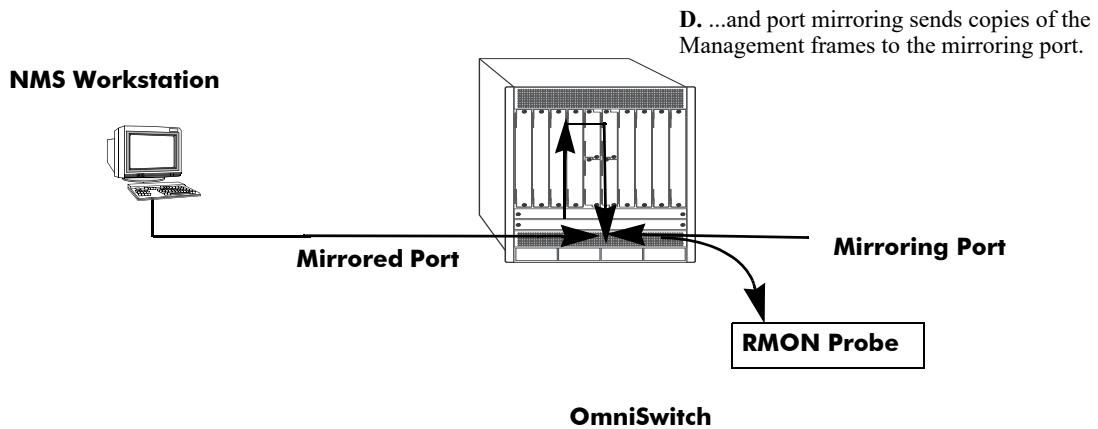 D. ...and port mirroring sends copies of the
Management frames to the mirroring port.
NMS Workstation
Mirrored Port
Mirroring Port
RMON Probe
OmniSwitch